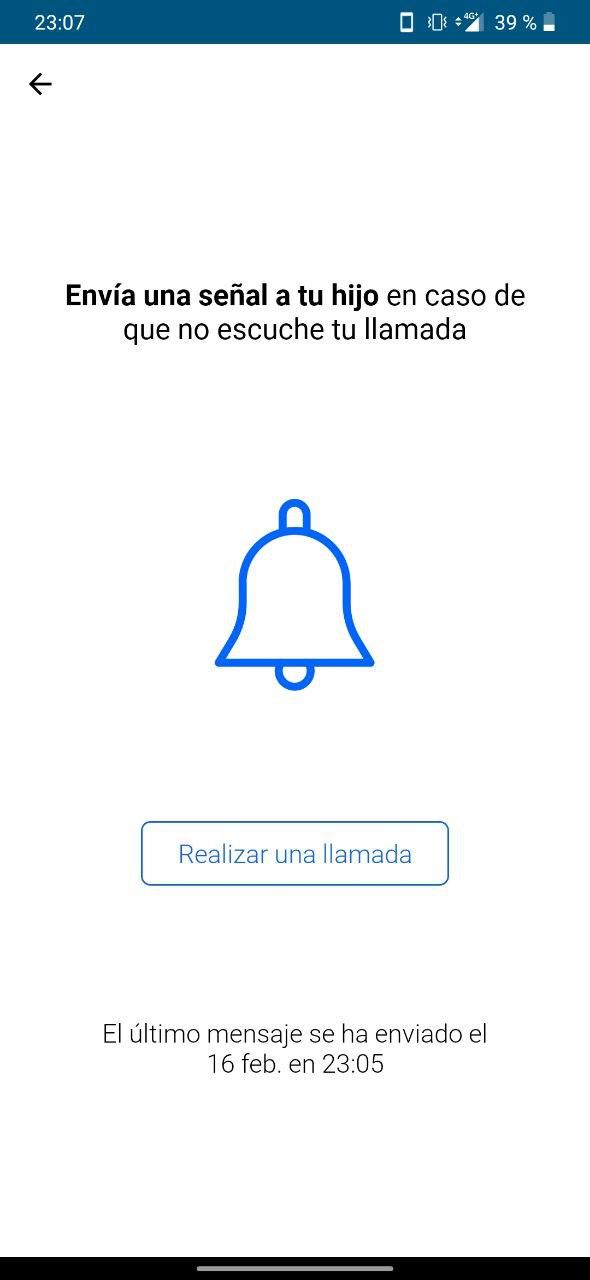 23:07
4G+
39 %
Envía una señal a tu hijo en caso de
que no escuche tu llamada
Realizar una llamada
El último mensaje se ha enviado el
16 feb. en 23:05